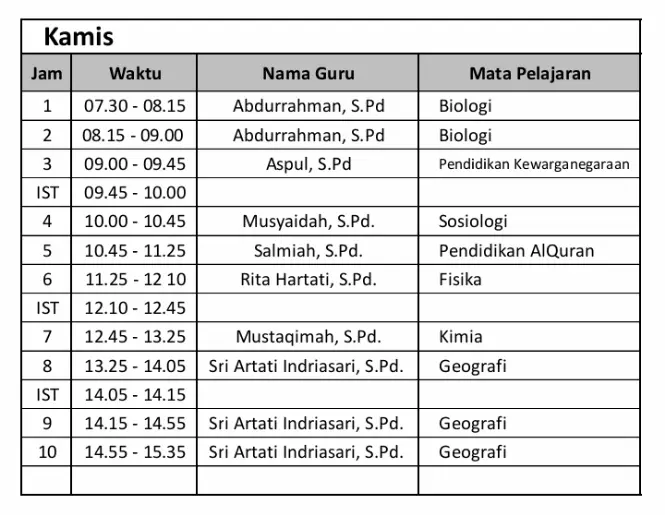 Kamis
Jam Waktu Nama Guru Mata Pelajaran
1 07.30 - 08.15 Abdurrahman, S.Pd Biologi
2 08.15 - 09.00 Abdurrahman, S.Pd Biologi
3 09.00 - 09.45 Aspul, S.Pd Pendidikan Kewarganegaraan
IST 09.45 - 10.00
4 10.00 - 10.45 Musyaidah, S.Pd. Sosiologi
5 10.45 - 11.25 Salmiah, S.Pd. Pendidikan AlQuran
6 11.25 - 12 10 Rita Hartati, S.Pd. Fisika
IST 12.10 - 12.45
7 12.45 - 13.25 Mustaqimah, S.Pd. Kimia
8 13.25 - 14.05 Sri Artati Indriasari, S.Pd. Geografi
IST 14.05 - 14.15
9 14.15 - 14.55 Sri Artati Indriasari, S.Pd. Geografi
10 14.55 - 15.35 Sri Artati Indriasari, S.Pd. Geografi